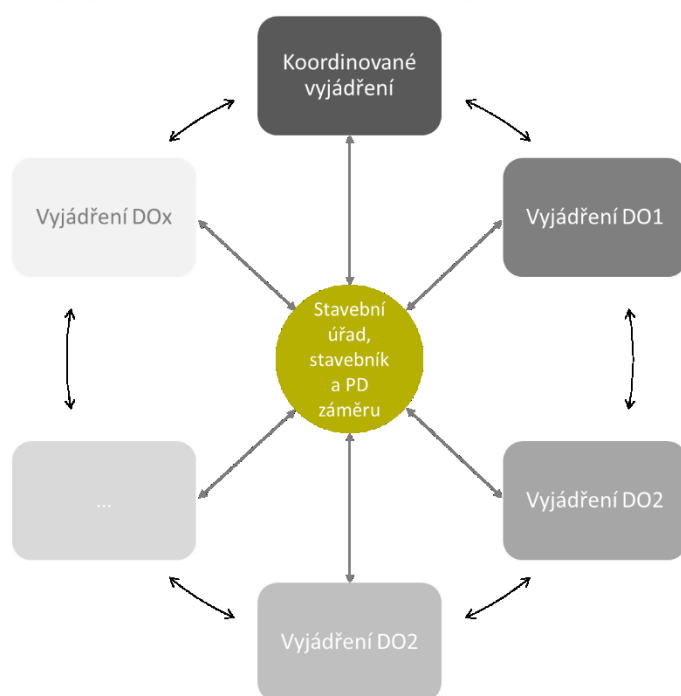 Koordinované
vyjádření
Vyjádření DOx
Vyjádření DO1
Stavební
úřad,
stavebník
a PD
záměru
...
Vyjádření DO2
Vyjádření DO2